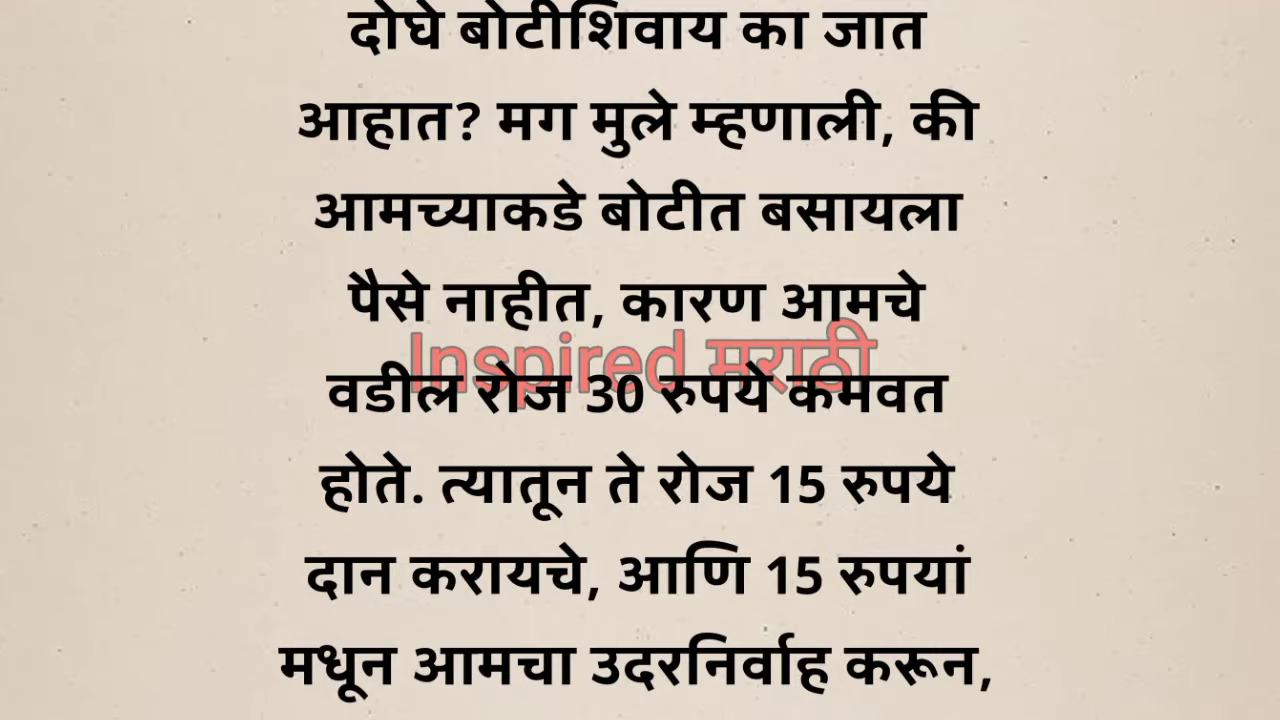 दोघे बोटीशिवाय का जात
आहात? मग मुले म्हणाली, की
आमच्याकडे बोटीत बसायला
पैसे नाहीत, कारण आमचे
Inspired मराठी
वडील रोज 30 रुपये कमवत
होते. त्यातून ते रोज 15 रुपये
दान करायचे, आणि 15 रुपयां
मधून आमचा उदरनिर्वाह करून,